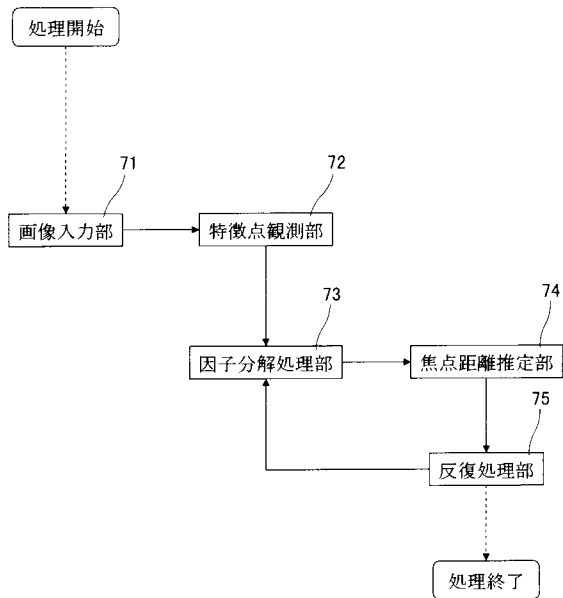 処理開始
71
72
画像入力部
特徴点観測部
73
74
因子分解処理部
焦点距離推定部
75
反復処理部
処理終了